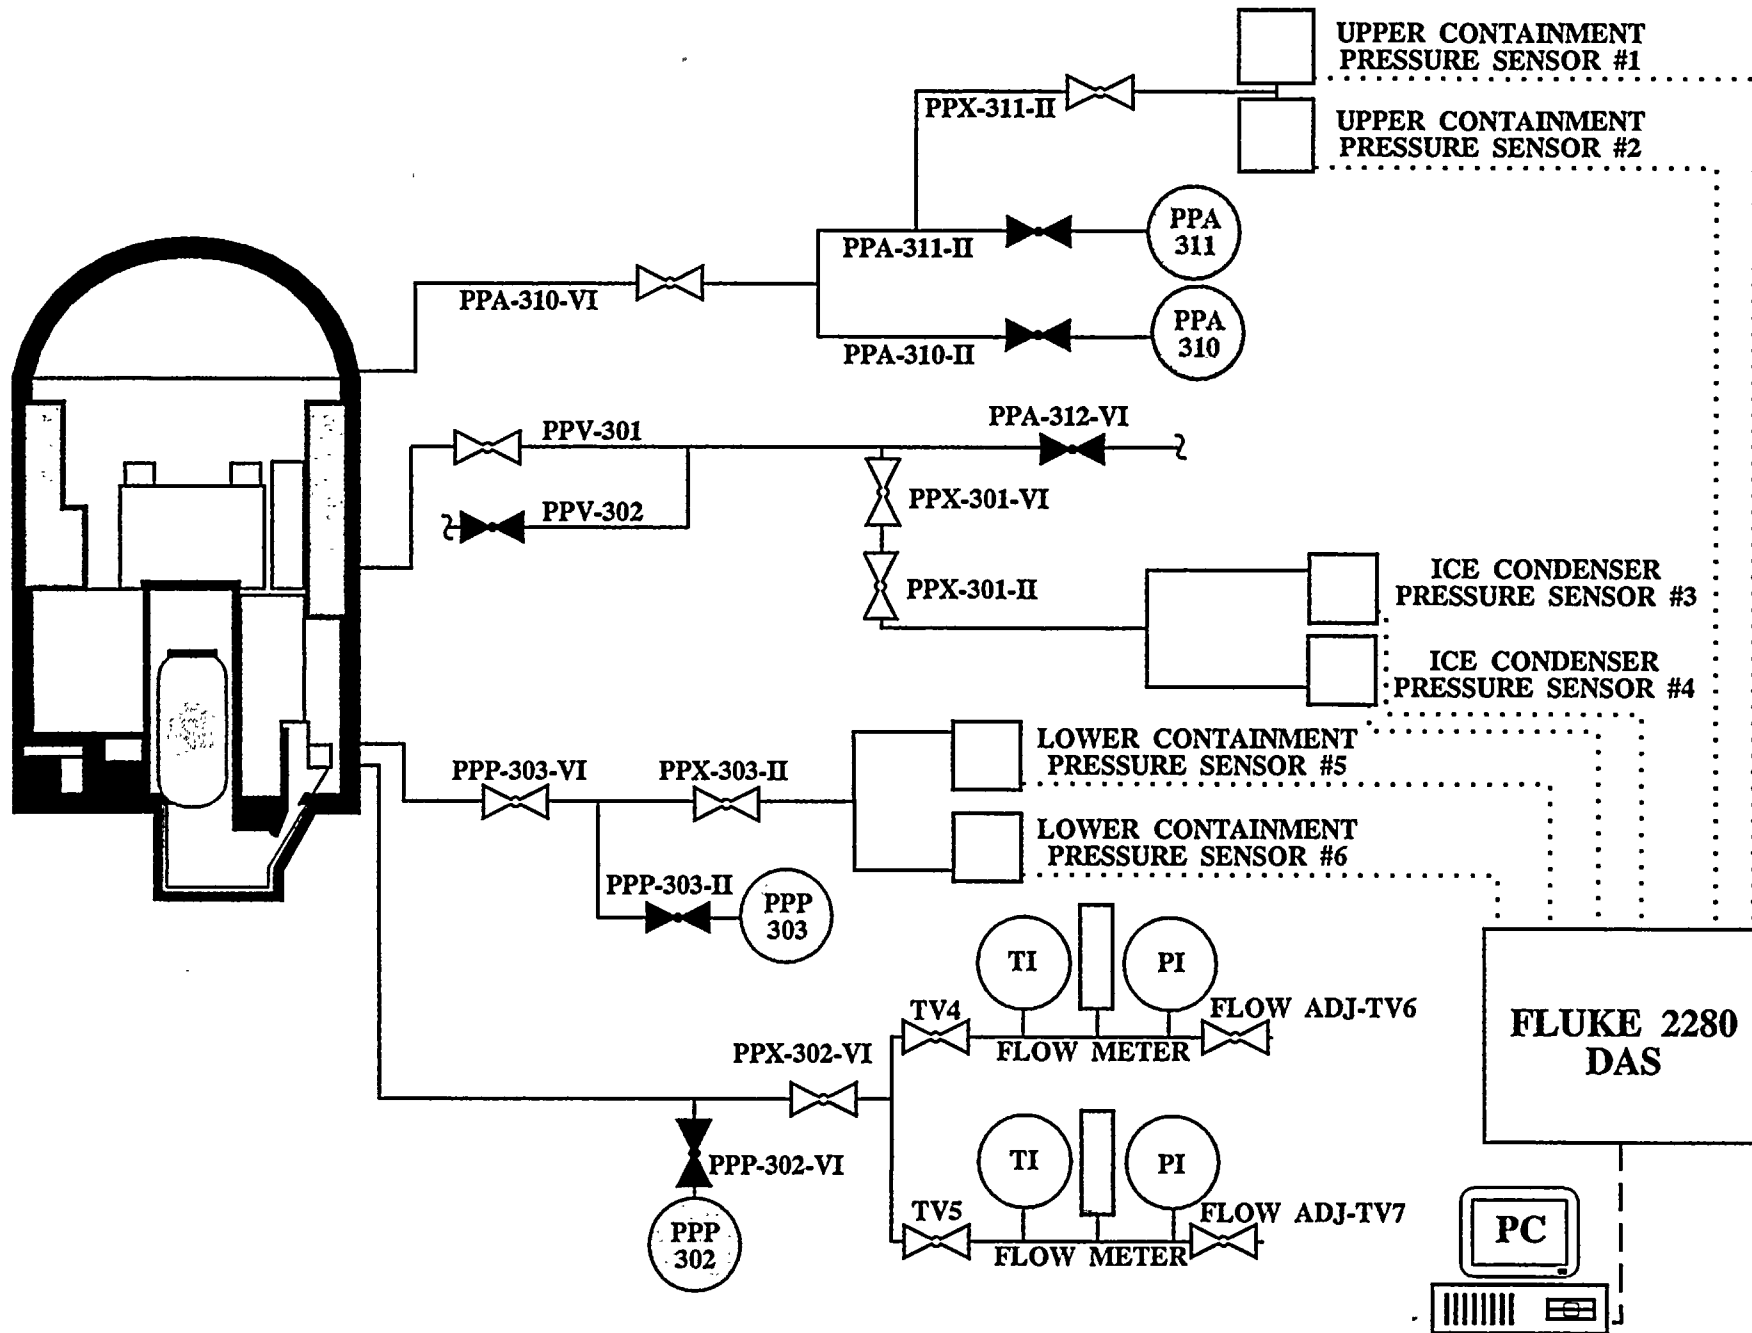 UPPER CONTAINMENT
PRESSURE SENSOR #1
PPX-311-II
UPPER CONTAINMENT
PRESSURE SENSOR #2
PPA
311
PPA-311-II
PPA-310-VI
PPA
310
PPA-310-II
PPA-312-VI
PPV-301
PPX-301-VI
PPV-302
ICE CONDENSER
PRESSURE SENSOR #3
PPX-301-II
ICE CONDENSER
PRESSURE SENSOR #4
LOWER CONTAINMENT
PRESSURE SENSOR #5
PPP-303-VI
PPX-303-II
LOWER CONTAINMENT
PRESSURE SENSOR #6
PPP-303-II
PPP
303
TI
PI
TV4
FLOW ADJ-TV6
FLOW METER
FLUKE 2280
DAS
PPX-302-VI
PPP-302-VI
TI
PI
TV5
FLOW ADJ-TV7
FLOW METER
PPP
302
PC